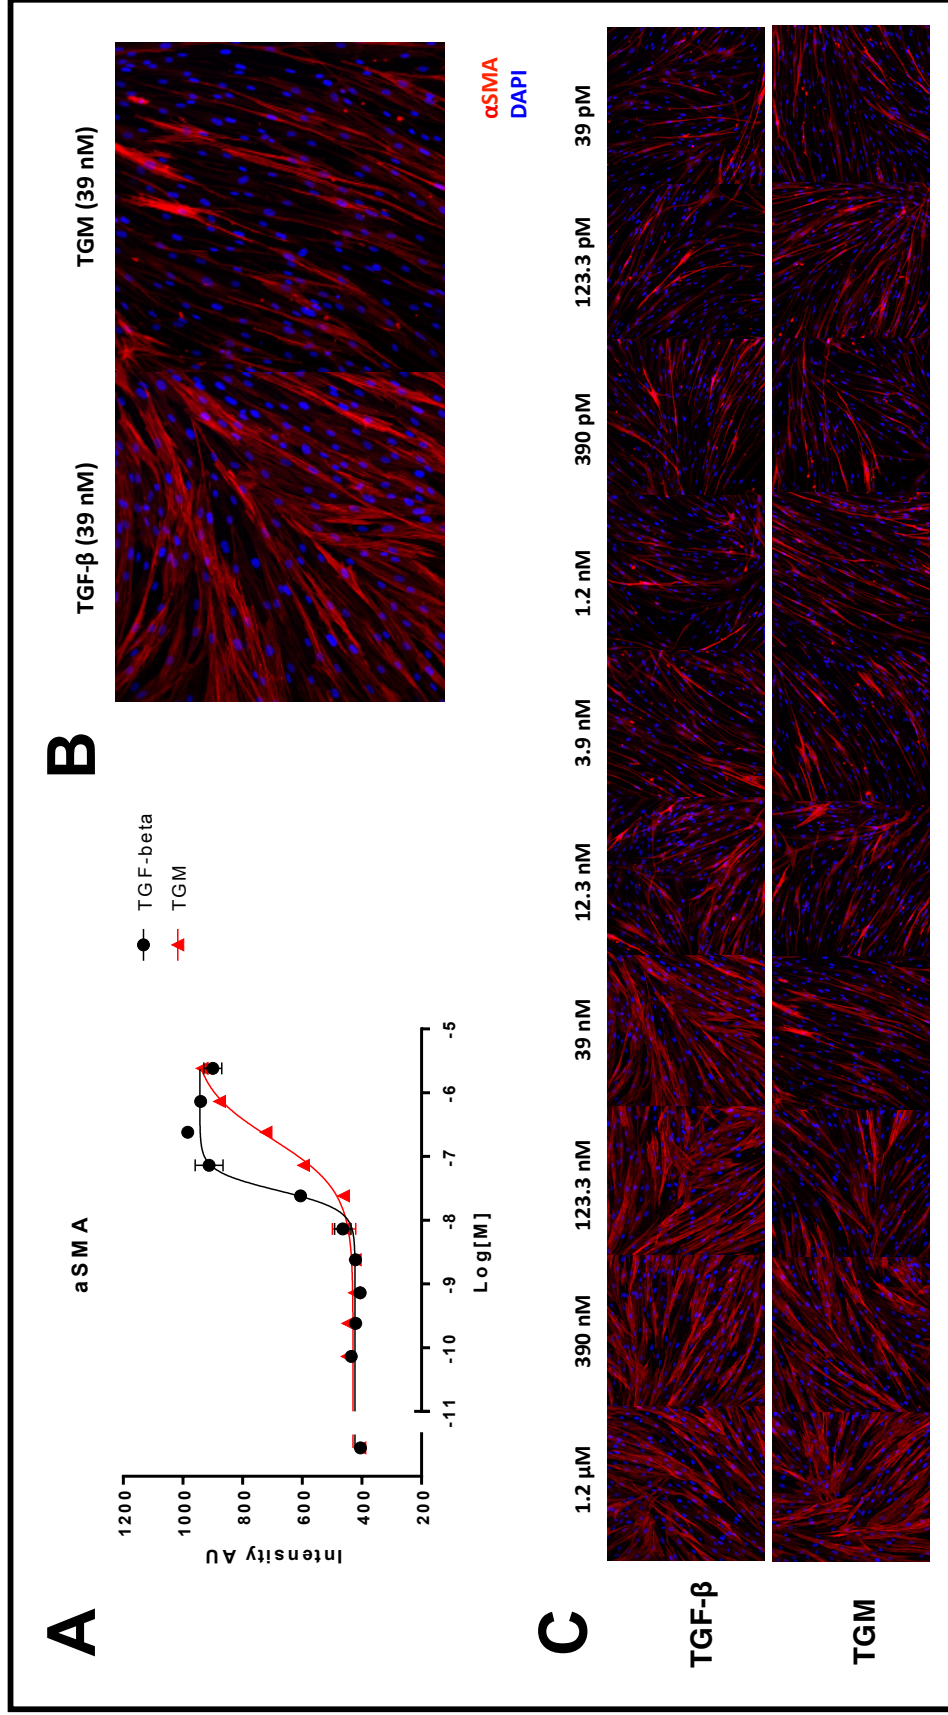 A
aSMA
Intensity AU
1200
1000
800
600
400
200
-11
-10
-9
-8
-7
-6
-5
Log[M]
TGF-beta
TGM
B
TGF-β (39 nM)
TGM (39 nM)
αSMA
DAPI
C
1.2 µM
390 nM
123.3 nM
39 nM
12.3 nM
3.9 nM
1.2 nM
390 pM
123.3 pM
39 pM
TGF-β
TGM